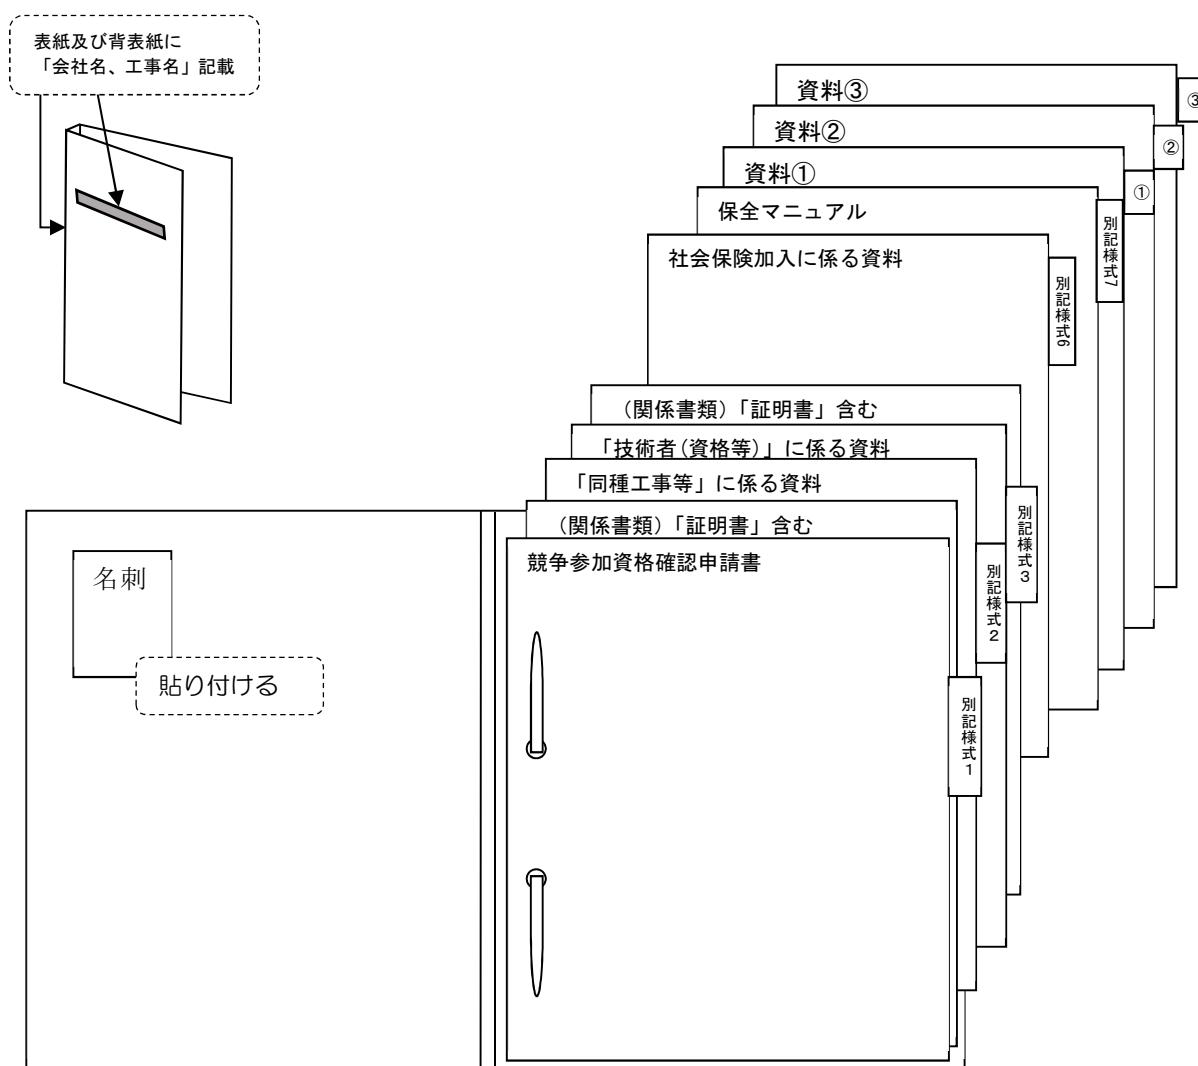 表紙及び背表紙に
「会社名、工事名」記載
資料③
③
資料②
②
資料①
①
保全マニュアル
別記様式7
社会保険加入に係る資料
別記様式6
（関係書類）「証明書」含む
「技術者（資格等）」に係る資料
別記様式3
「同種工事等」に係る資料
別記様式2
（関係書類）「証明書」含む
競争参加資格確認申請書
別記様式1
名刺
貼り付ける